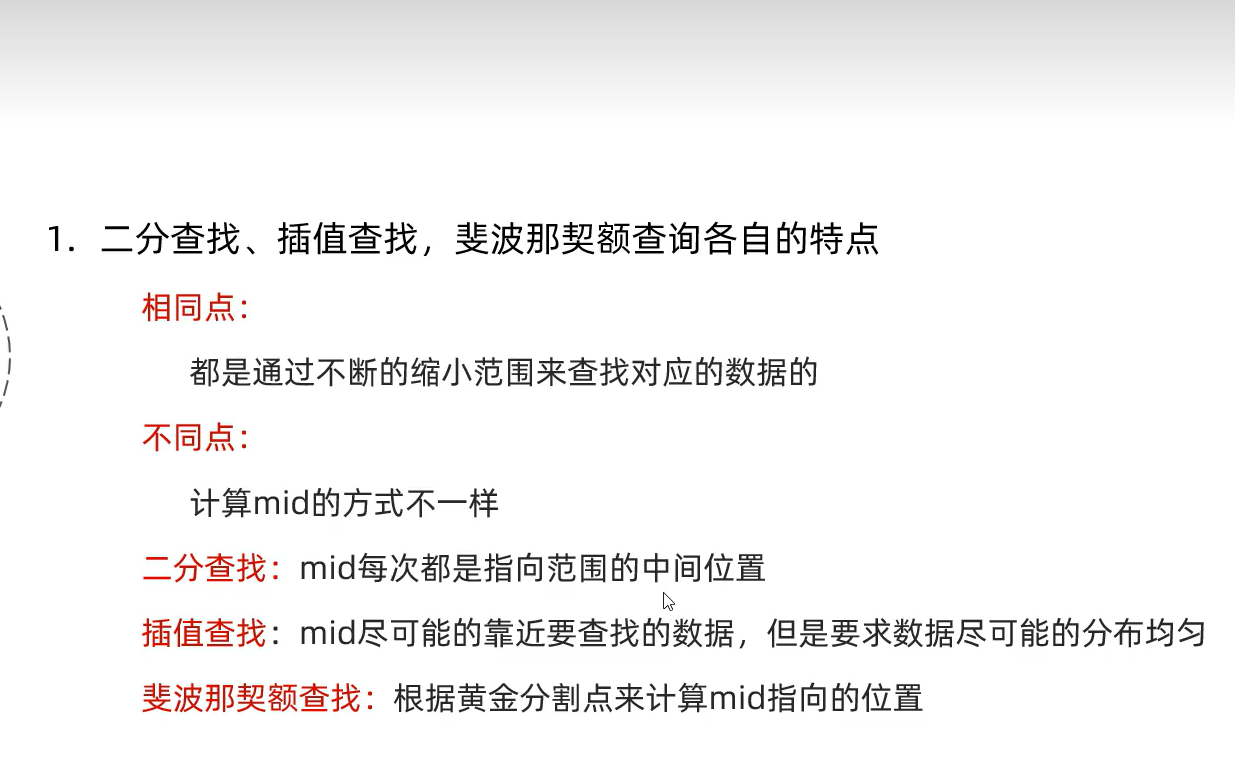 1. 二分查找、插值查找，斐波那契额查询各自的特点
相同点：
都是通过不断的缩小范围来查找对应的数据的
不同点：
计算mid的方式不一样
二分查找：mid每次都是指向范围的中间位置
插值查找：mid尽可能的靠近要查找的数据，但是要求数据尽可能的分布均匀
斐波那契额查找：根据黄金分割点来计算mid指向的位置